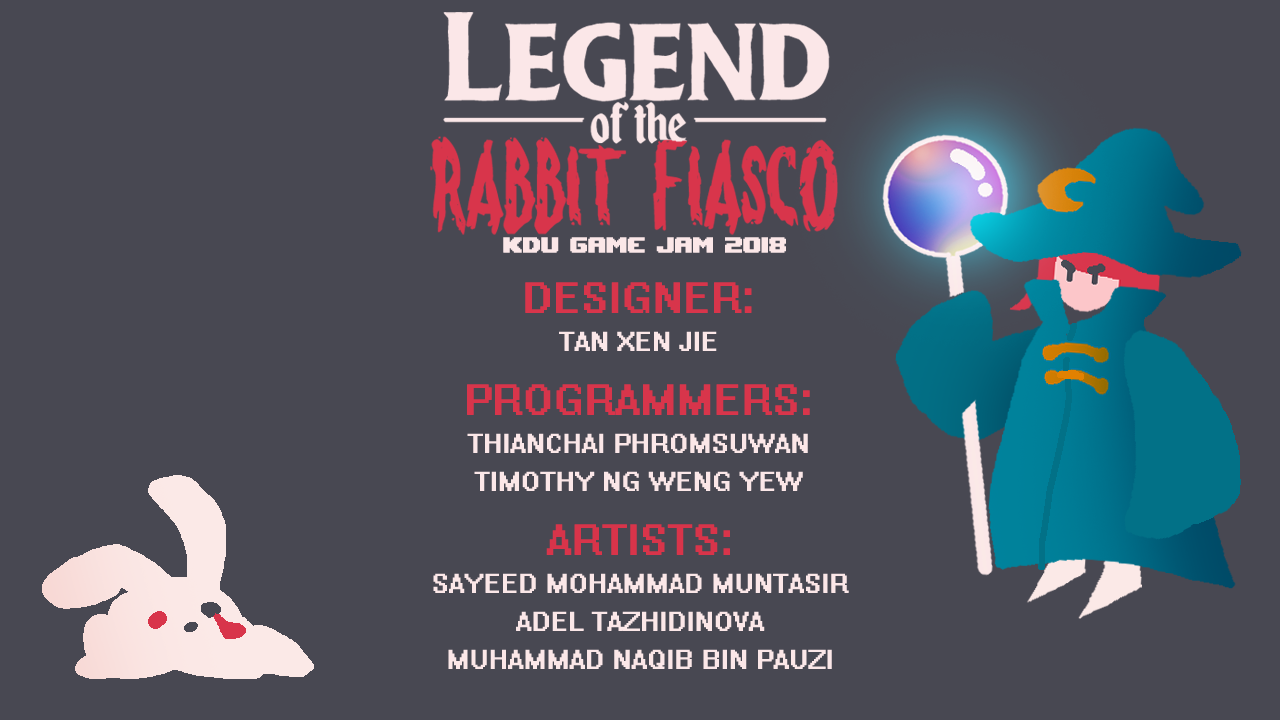 LEGEND
of the
RABBIT FIASCO
KDU GAME JAM 2018
DESIGNER:
TAN XEN JIE
PROGRAMMERS:
THIANCHAI PHROMSUWAN
TIMOTHY NG WENG YEW
ARTISTS:
SAYEED MOHAMMAD MUNTASIR
ADEL TAZHIDINOVA
MUHAMMAD NAQIB BIN PAUZI